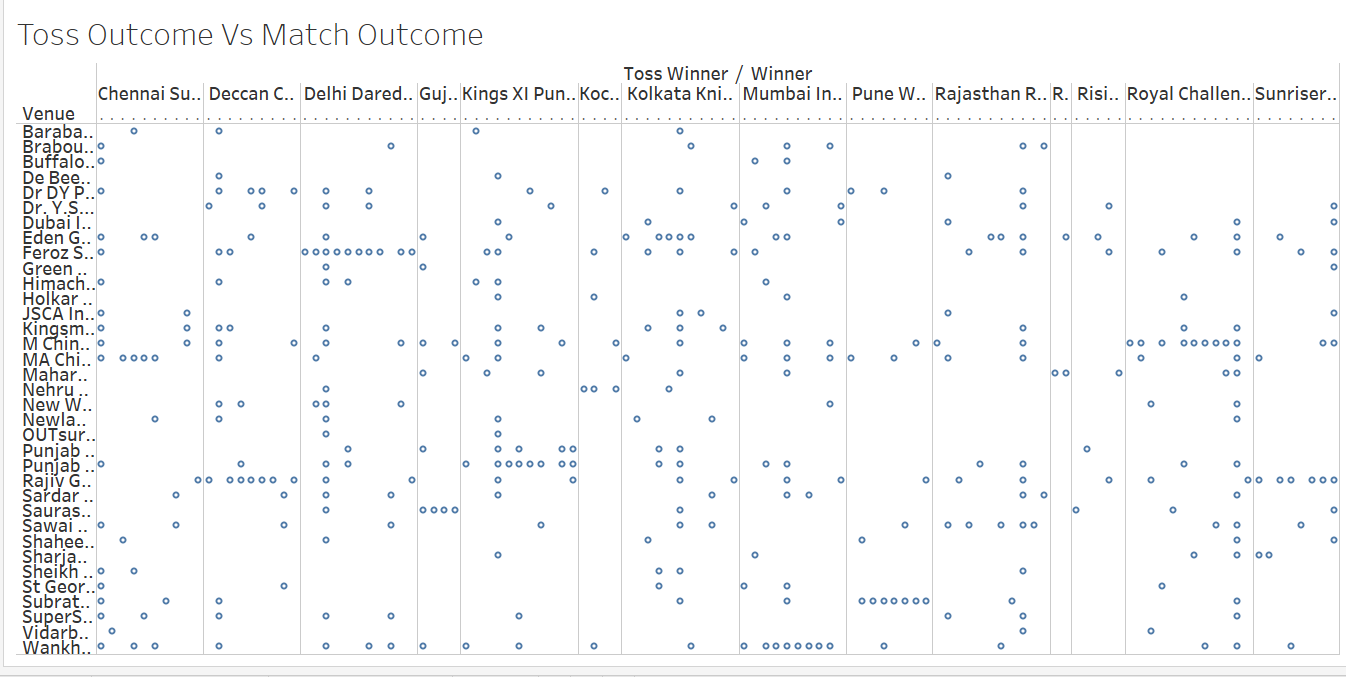 Toss Outcome Vs Match Outcome
Toss Winner / Winner
Chennai Su.. Deccan C.. Delhi Dared.. Guj.. Kings XI Pun.. Koc.. Kolkata Kni.. Mumbai In.. Pune W.. Rajasthan R.. R.. Risi.. Royal Challen.. Sunriser..
Venue
Baraba..
Brabou..
Buffalo..
De Bee..
Dr DY P..
Dr. Y.S...
Dubai I..
Eden G..
Feroz S..
Green ..
Himach..
Holkar ..
JSCA In..
Kingsm..
M Chin..
MA Chi..
Mahar..
Nehru ..
New W..
Newla..
OUTsur..
Punjab ..
Punjab ..
Rajiv G..
Sardar ..
Sauras..
Sawai ..
Shahee..
Sharja..
Sheikh ..
St Geor..
Subrat..
SuperS..
Vidarb..
Wankh..